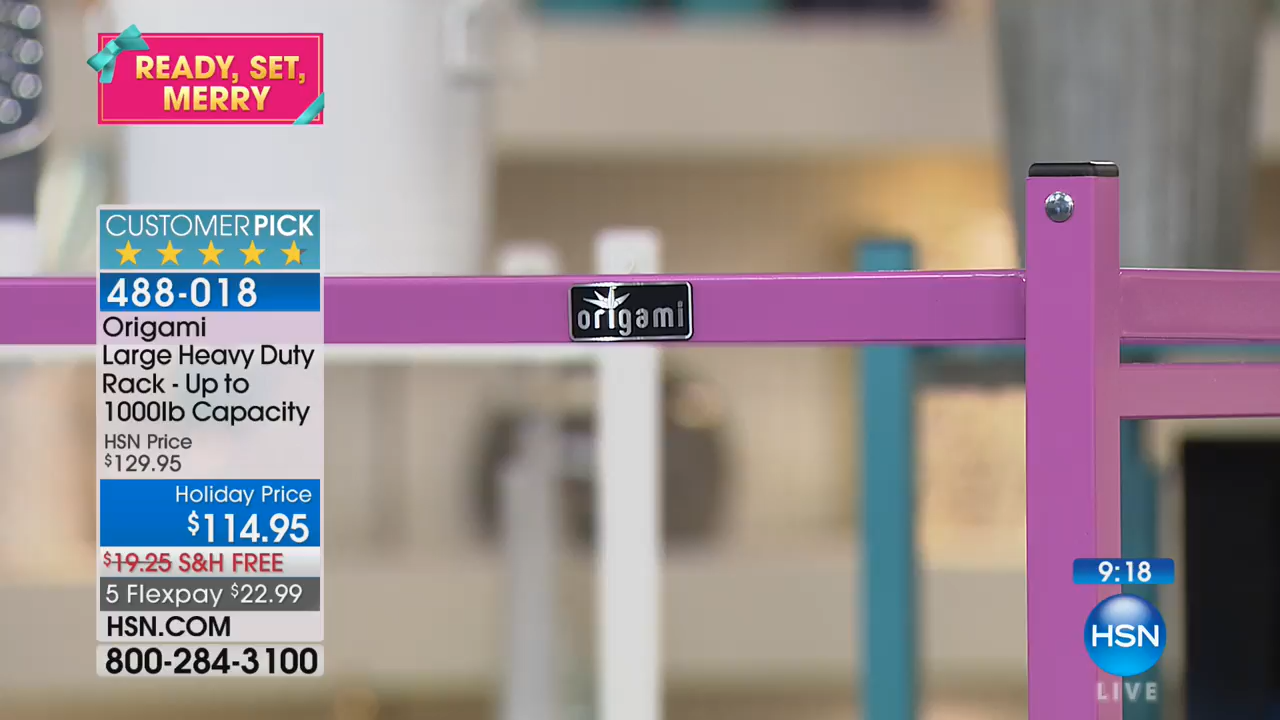 READY, SET,
MERRY
CUSTOMERPICK
488-018
Origami
Large Heavy Duty
Rack - Up to
1000lb Capacity
HSN Price
$129.95
Holiday Price
$114.95
$19.25 S&H FREE
5 Flexpay $22.99
HSN.COM
800-284-3100
origami
9:18
HSN
LIVE